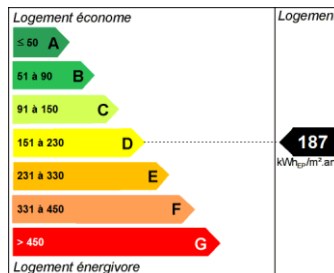 Logement économe
Logement
≤ 50 A
51 à 90 B
91 à 150 C
151 à 230 D
187
kWhEP/m².an
231 à 330 E
331 à 450 F
> 450 G
Logement énergivore